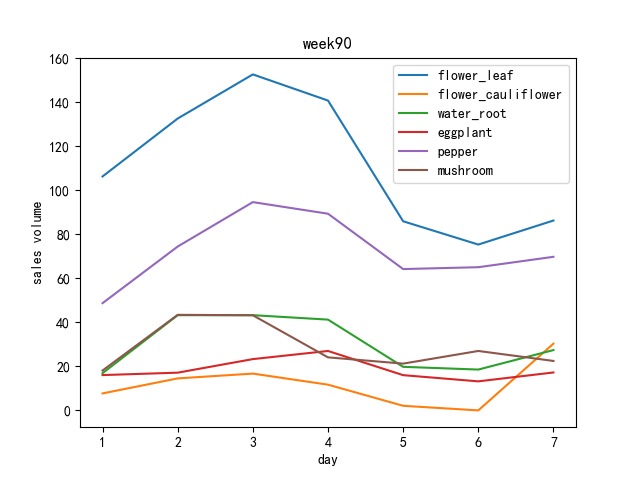 week90
flower_leaf
flower_cauliflower
water_root
eggplant
pepper
mushroom
sales volume
160
140
120
100
80
60
40
20
0
1 2 3 4 5 6 7
day